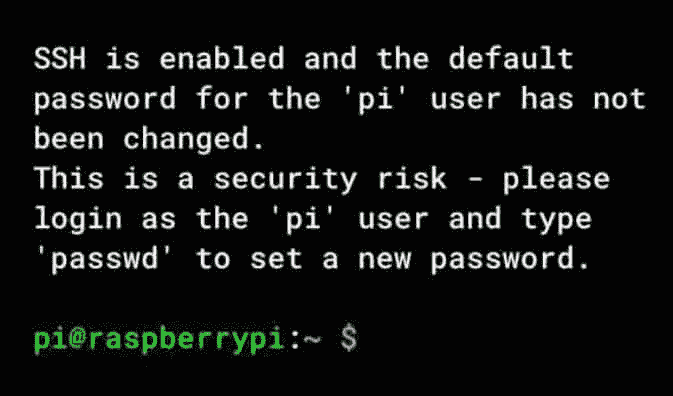 SSH is enabled and the default
password for the 'pi' user has not
been changed.
This is a security risk - please
login as the 'pi' user and type
'passwd' to set a new password.
pi@raspberrypi:~ $